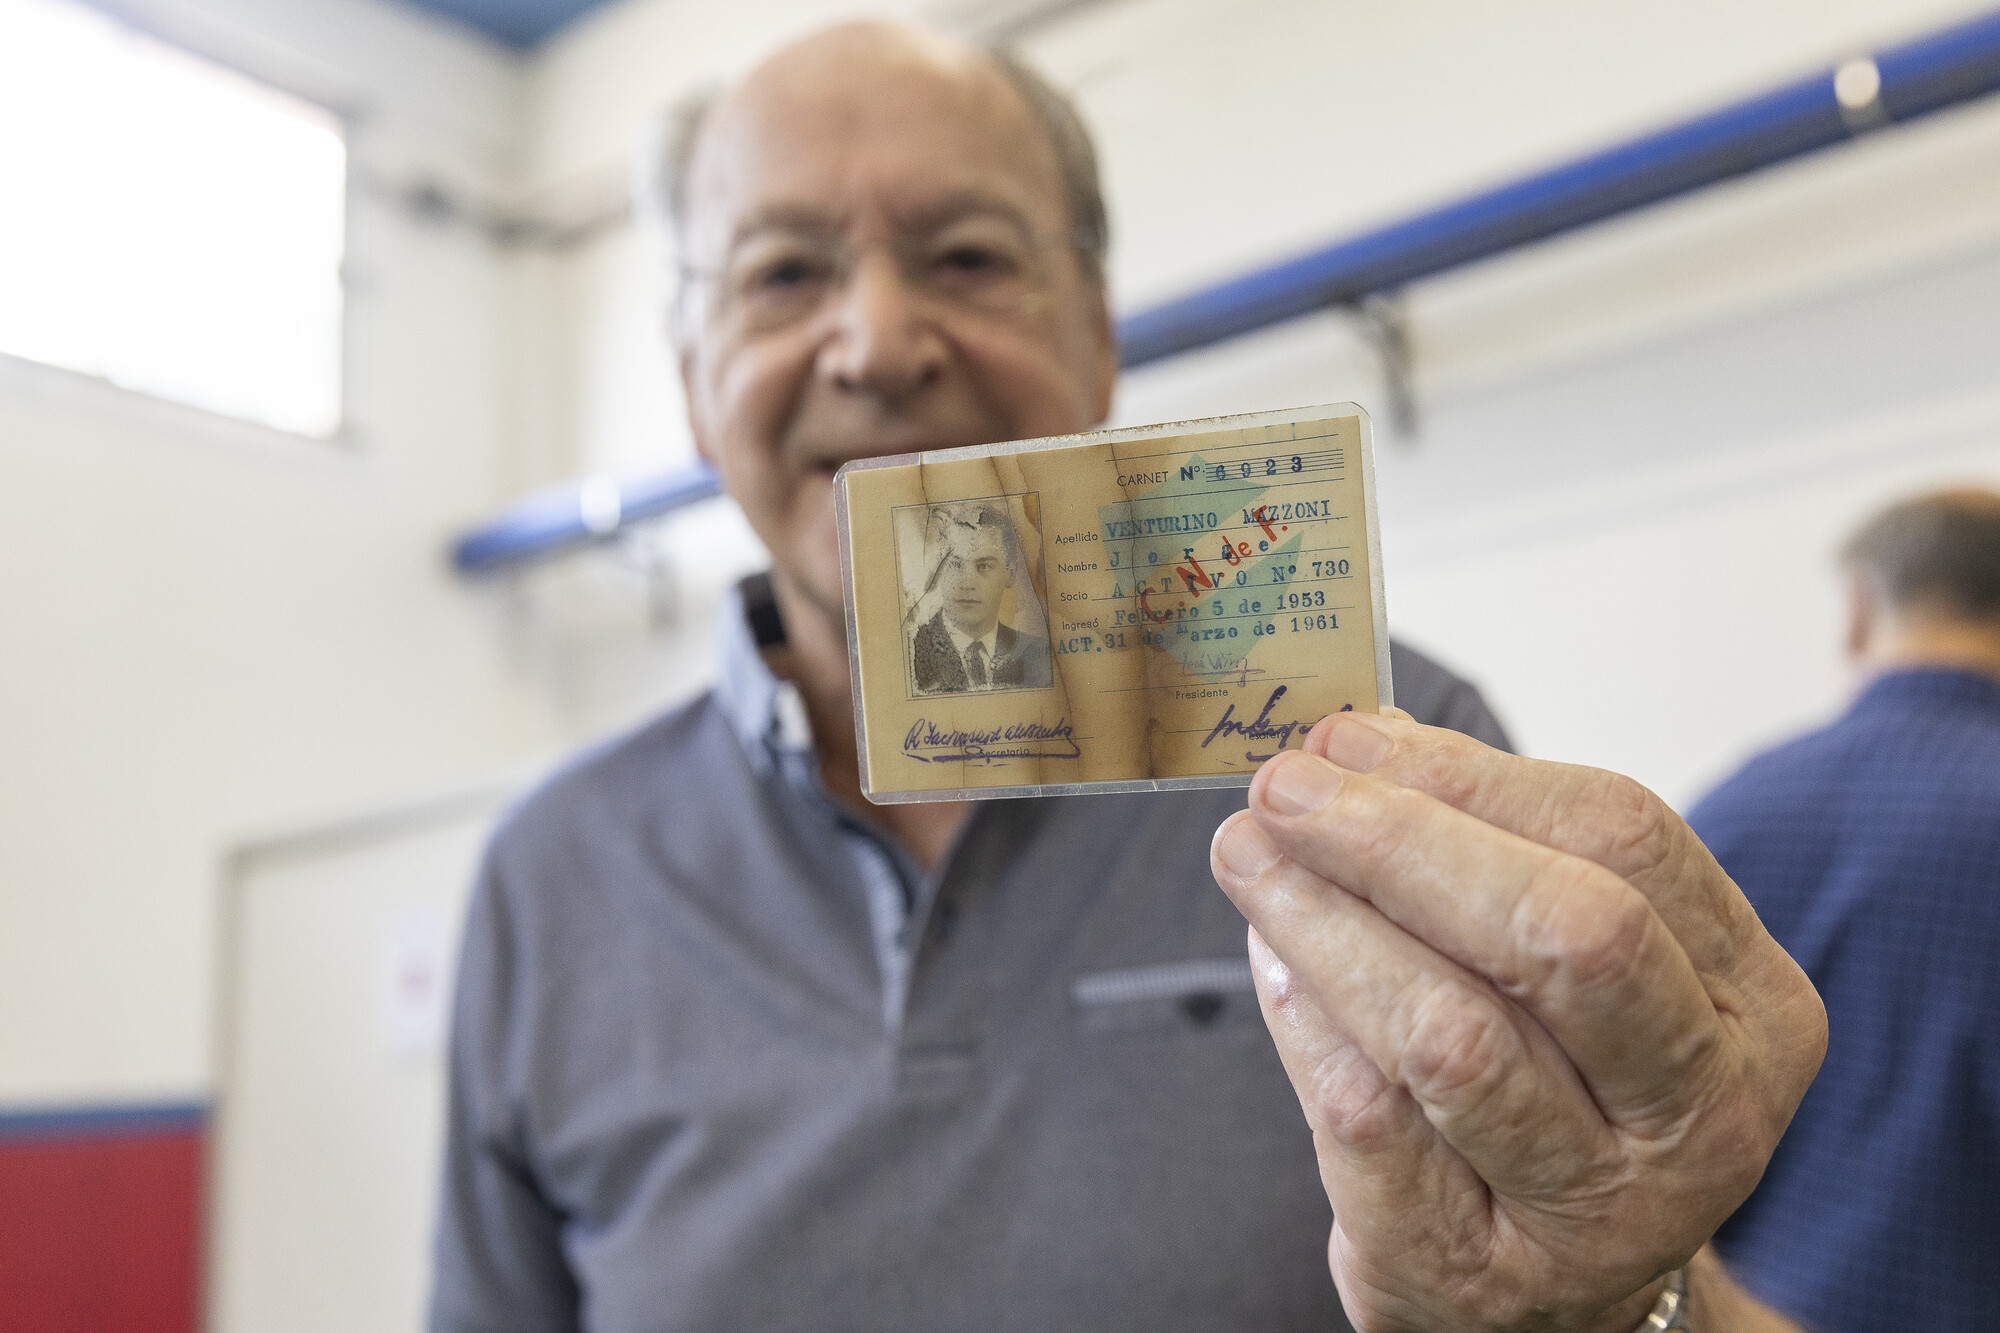 CARNET Nº 6923
Apellido VENTURINO MAZZONI
Nombre Jorge
Socio ACTIVO Nº 730
Ingresó Febrero 5 de 1953
ACT. 31 de Marzo de 1961
C.N. de F.
Presidente
Secretario
Tesorero